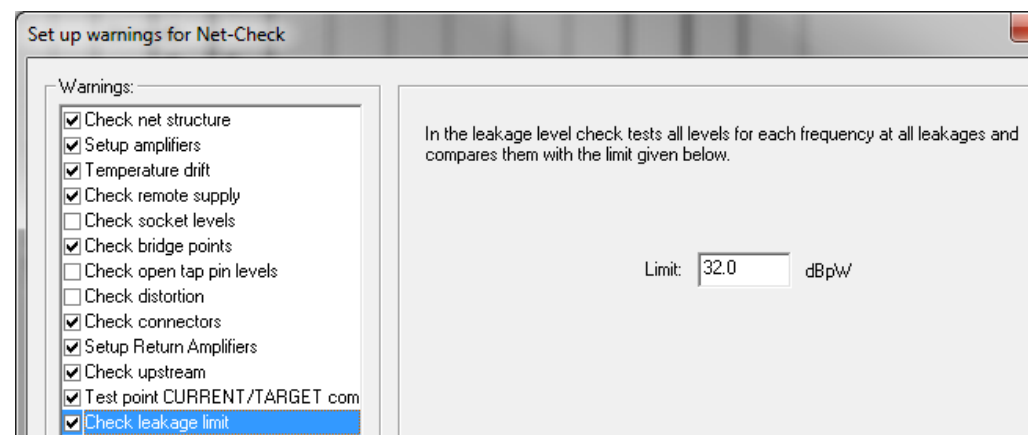 Set up warnings for Net-Check
Warnings:
Check net structure
Setup amplifiers
Temperature drift
Check remote supply
Check socket levels
Check bridge points
Check open tap pin levels
Check distortion
Check connectors
Setup Return Amplifiers
Check upstream
Test point CURRENT/TARGET com
Check leakage limit
In the leakage level check tests all levels for each frequency at all leakages and
compares them with the limit given below.
Limit: 32.0 dBpW